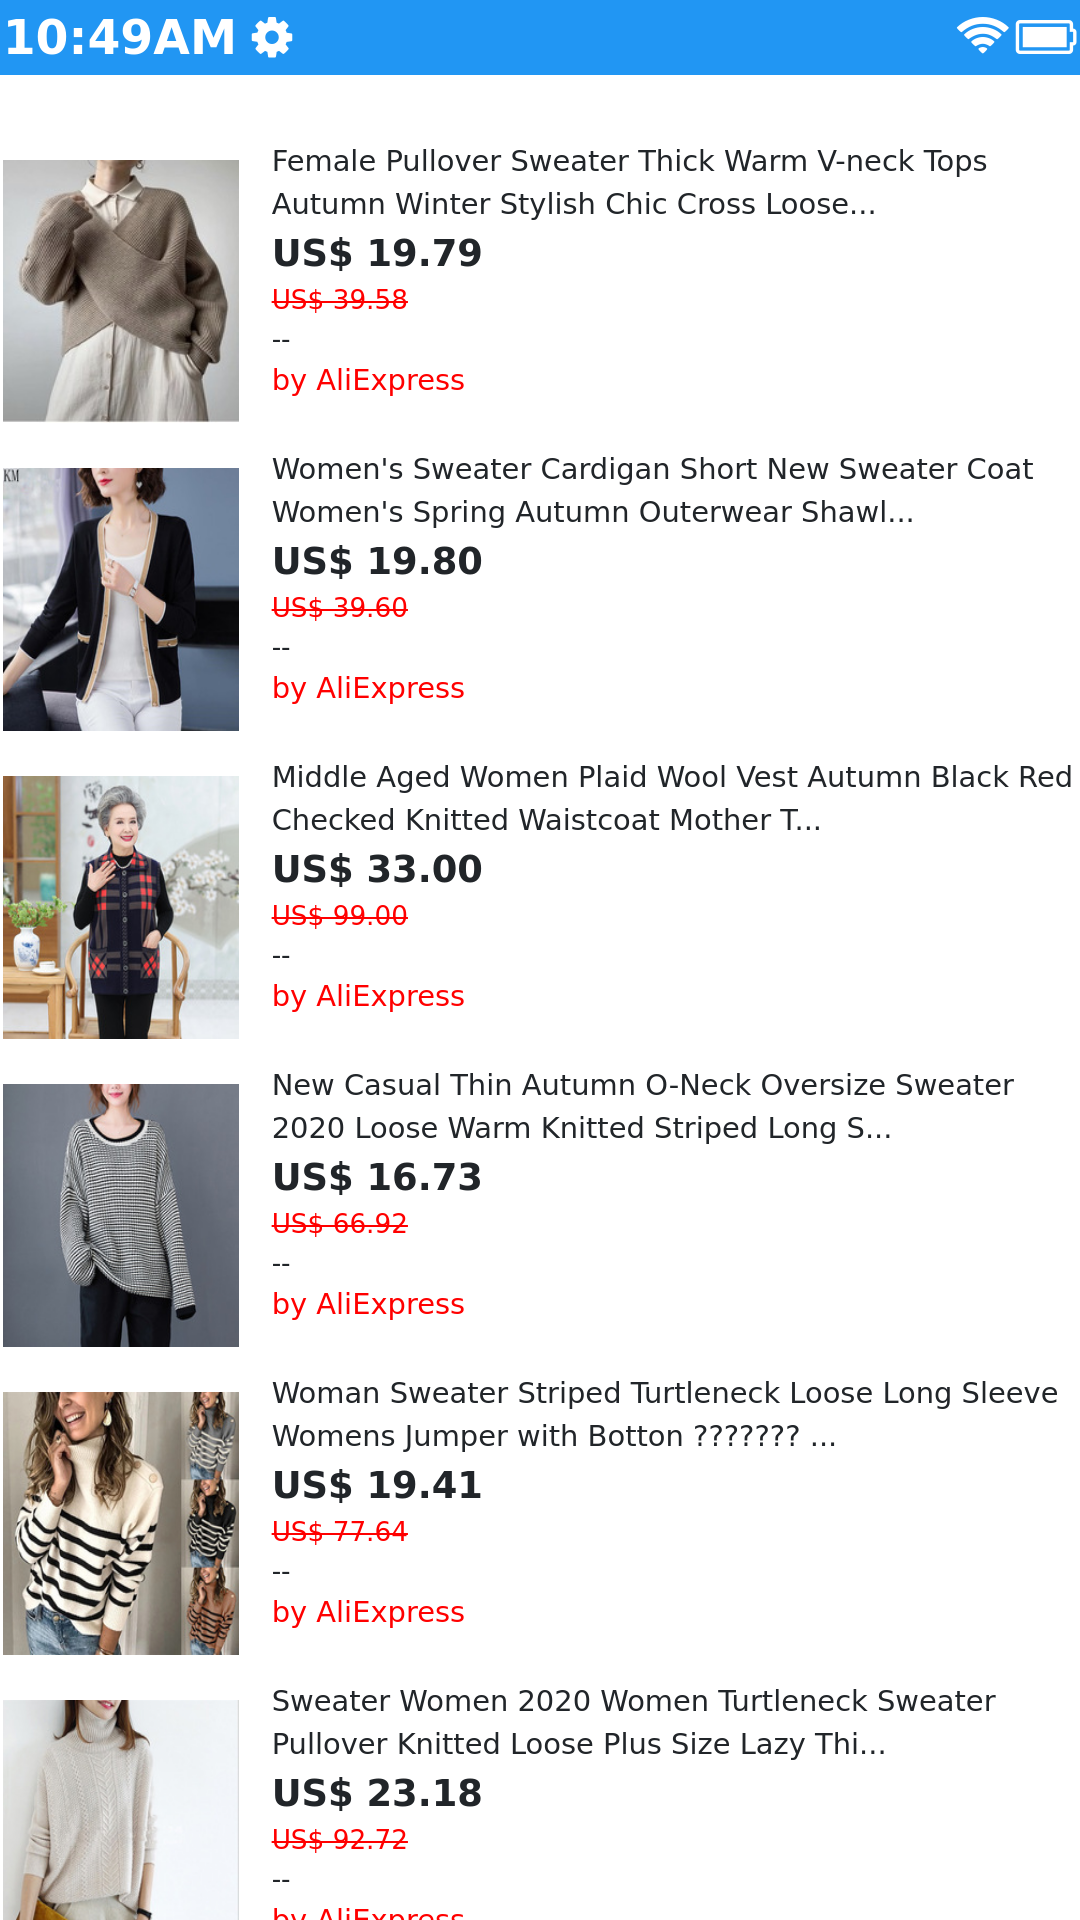 10:49AM
Female Pullover Sweater Thick Warm V-neck Tops
Autumn Winter Stylish Chic Cross Loose...
US$ 19.79
US$ 39.58
--
by AliExpress
KM
Women's Sweater Cardigan Short New Sweater Coat
Women's Spring Autumn Outerwear Shawl...
US$ 19.80
US$ 39.60
--
by AliExpress
Middle Aged Women Plaid Wool Vest Autumn Black Red
Checked Knitted Waistcoat Mother T...
US$ 33.00
US$ 99.00
--
by AliExpress
New Casual Thin Autumn O-Neck Oversize Sweater
2020 Loose Warm Knitted Striped Long S...
US$ 16.73
US$ 66.92
--
by AliExpress
Woman Sweater Striped Turtleneck Loose Long Sleeve
Womens Jumper with Botton ??????? ...
US$ 19.41
US$ 77.64
--
by AliExpress
Sweater Women 2020 Women Turtleneck Sweater
Pullover Knitted Loose Plus Size Lazy Thi...
US$ 23.18
US$ 92.72
--
by AliExpress